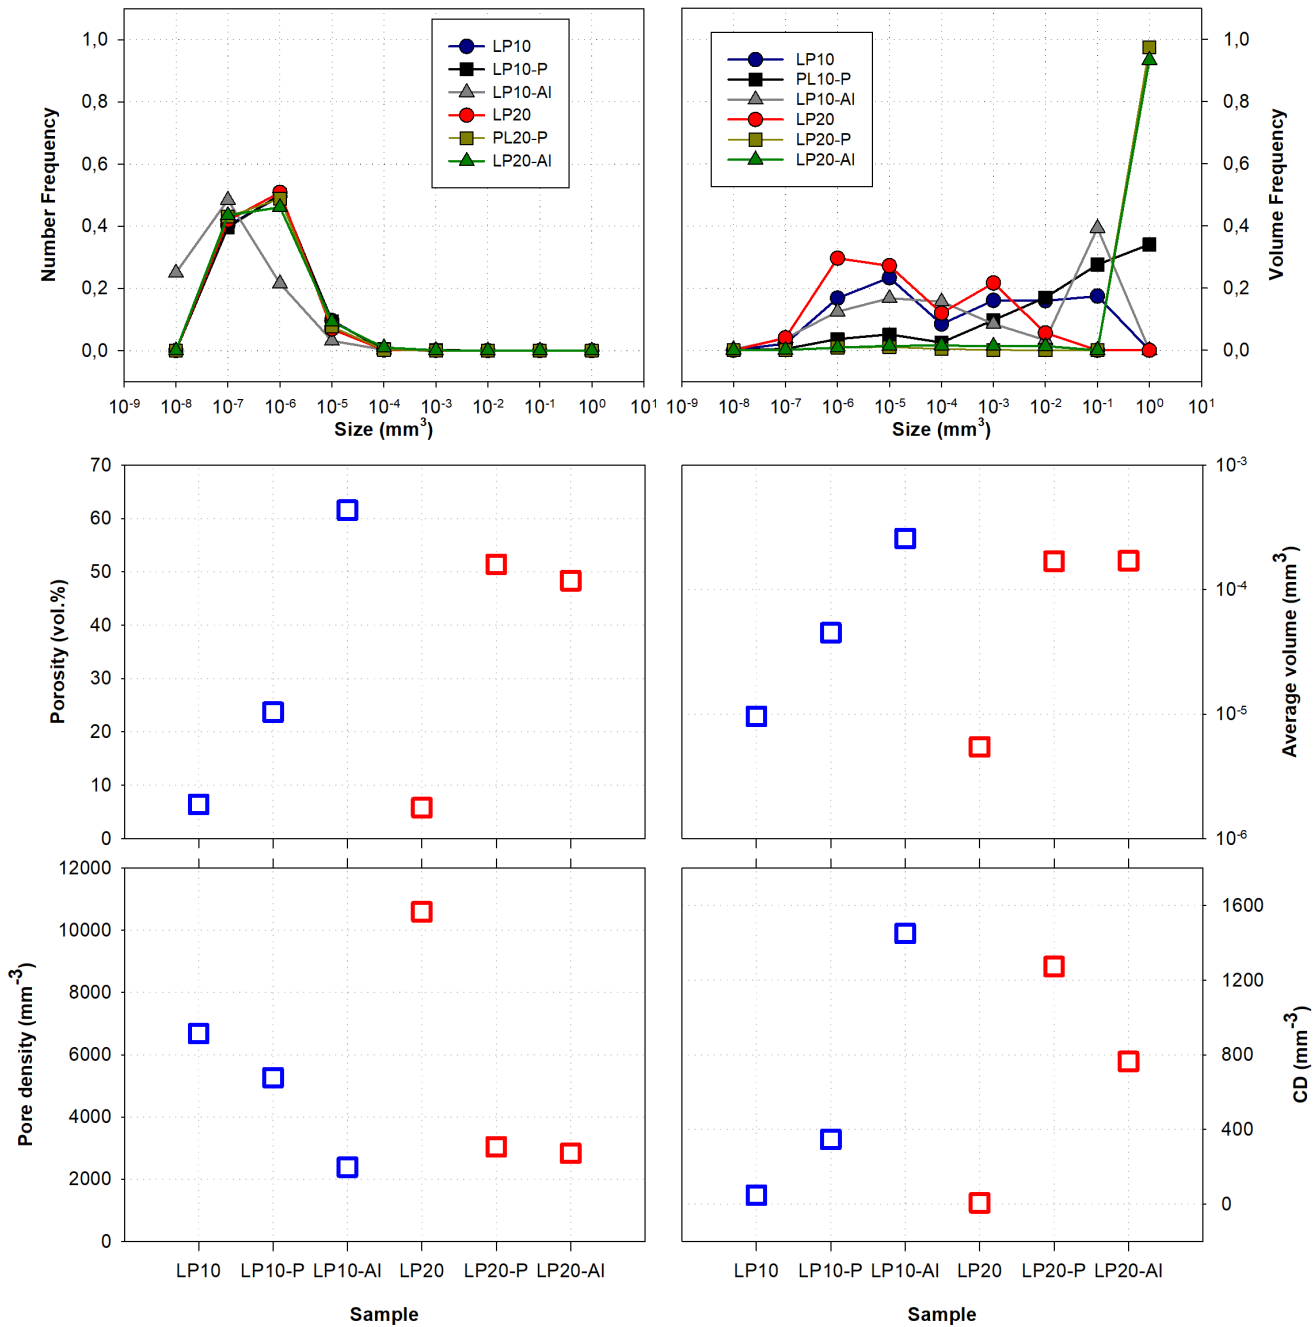 Number Frequency
1,0
0,8
0,6
0,4
0,2
0,0
LP10
LP10-P
LP10-Al
LP20
PL20-P
LP20-Al
10⁻⁹ 10⁻⁸ 10⁻⁷ 10⁻⁶ 10⁻⁵ 10⁻⁴ 10⁻³ 10⁻² 10⁻¹ 10⁰ 10¹
Size (mm³)
LP10
PL10-P
LP10-Al
LP20
LP20-P
LP20-Al
1,0
0,8
0,6
0,4
0,2
0,0
Volume Frequency
10⁻⁹ 10⁻⁸ 10⁻⁷ 10⁻⁶ 10⁻⁵ 10⁻⁴ 10⁻³ 10⁻² 10⁻¹ 10⁰ 10¹
Size (mm³)
Porosity (vol.%)
70
60
50
40
30
20
10
0
10⁻³
10⁻⁴
10⁻⁵
10⁻⁶
Average volume (mm³)
Pore density (mm⁻³)
12000
10000
8000
6000
4000
2000
0
LP10 LP10-P LP10-Al LP20 LP20-P LP20-Al
Sample
1600
1200
800
400
0
CD (mm⁻³)
LP10 LP10-P LP10-Al LP20 LP20-P LP20-Al
Sample